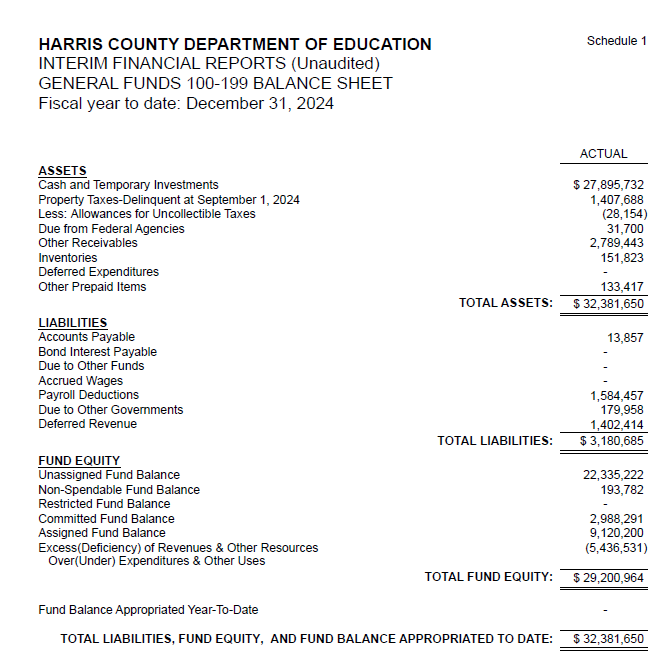 Schedule 1
HARRIS COUNTY DEPARTMENT OF EDUCATION
INTERIM FINANCIAL REPORTS (Unaudited)
GENERAL FUNDS 100-199 BALANCE SHEET
Fiscal year to date: December 31, 2024
ACTUAL
ASSETS
Cash and Temporary Investments $ 27,895,732
Property Taxes-Delinquent at September 1, 2024 1,407,688
Less: Allowances for Uncollectible Taxes (28,154)
Due from Federal Agencies 31,700
Other Receivables 2,789,443
Inventories 151,823
Deferred Expenditures -
Other Prepaid Items 133,417
TOTAL ASSETS: $ 32,381,650
LIABILITIES
Accounts Payable 13,857
Bond Interest Payable -
Due to Other Funds -
Accrued Wages -
Payroll Deductions 1,584,457
Due to Other Governments 179,958
Deferred Revenue 1,402,414
TOTAL LIABILITIES: $ 3,180,685
FUND EQUITY
Unassigned Fund Balance 22,335,222
Non-Spendable Fund Balance 193,782
Restricted Fund Balance -
Committed Fund Balance 2,988,291
Assigned Fund Balance 9,120,200
Excess(Deficiency) of Revenues & Other Resources (5,436,531)
Over(Under) Expenditures & Other Uses
TOTAL FUND EQUITY: $ 29,200,964
Fund Balance Appropriated Year-To-Date -
TOTAL LIABILITIES, FUND EQUITY, AND FUND BALANCE APPROPRIATED TO DATE: $ 32,381,650